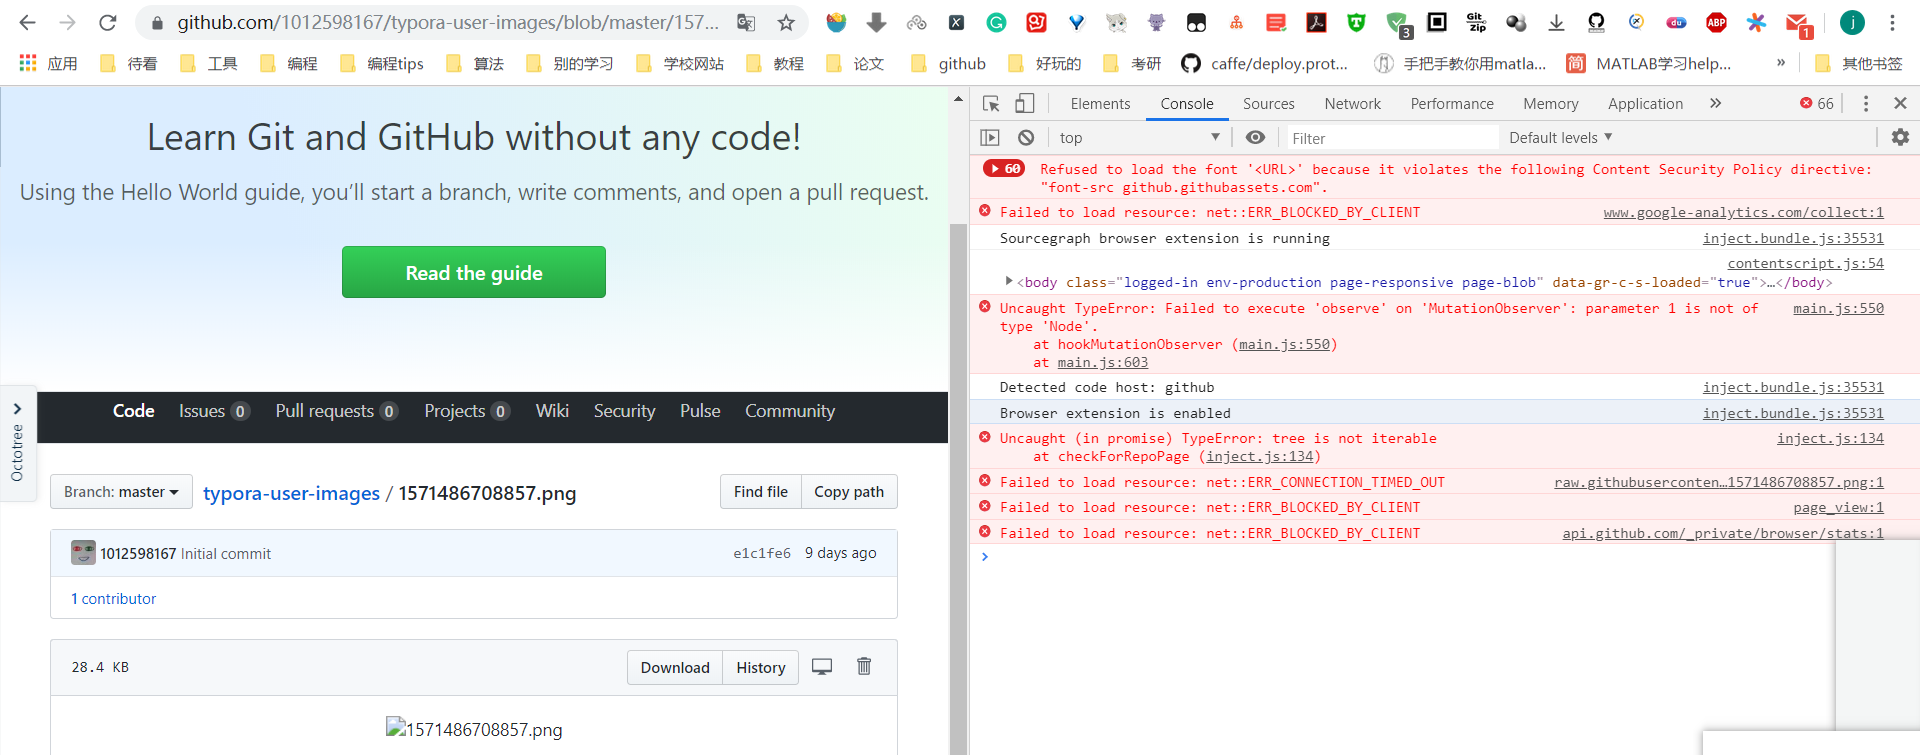 github.com/1012598167/typora-user-images/blob/master/157...
3
ABP
1
j
应用 待看 工具 编程 编程tips 算法 别的学习 学校网站 教程 论文 github 好玩的 考研 caffe/deploy.prot... 手把手教你用matla... 简 MATLAB学习help... » 其他书签
Learn Git and GitHub without any code!
Using the Hello World guide, you’ll start a branch, write comments, and open a pull request.
Read the guide
Octotree
Code Issues 0 Pull requests 0 Projects 0 Wiki Security Pulse Community
Branch: master typora-user-images / 1571486708857.png Find file Copy path
1012598167 Initial commit e1c1fe6 9 days ago
1 contributor
28.4 KB Download History
1571486708857.png
Elements Console Sources Network Performance Memory Application » 66
top Filter Default levels
60 Refused to load the font '<URL>' because it violates the following Content Security Policy directive:
"font-src github.githubassets.com".
Failed to load resource: net::ERR_BLOCKED_BY_CLIENT www.google-analytics.com/collect:1
Sourcegraph browser extension is running inject.bundle.js:35531
contentscript.js:54
<body class="logged-in env-production page-responsive page-blob" data-gr-c-s-loaded="true">…</body>
Uncaught TypeError: Failed to execute 'observe' on 'MutationObserver': parameter 1 is not of main.js:550
type 'Node'.
at hookMutationObserver (main.js:550)
at main.js:603
Detected code host: github inject.bundle.js:35531
Browser extension is enabled inject.bundle.js:35531
Uncaught (in promise) TypeError: tree is not iterable inject.js:134
at checkForRepoPage (inject.js:134)
Failed to load resource: net::ERR_CONNECTION_TIMED_OUT raw.githubuserconten…1571486708857.png:1
Failed to load resource: net::ERR_BLOCKED_BY_CLIENT page_view:1
Failed to load resource: net::ERR_BLOCKED_BY_CLIENT api.github.com/_private/browser/stats:1